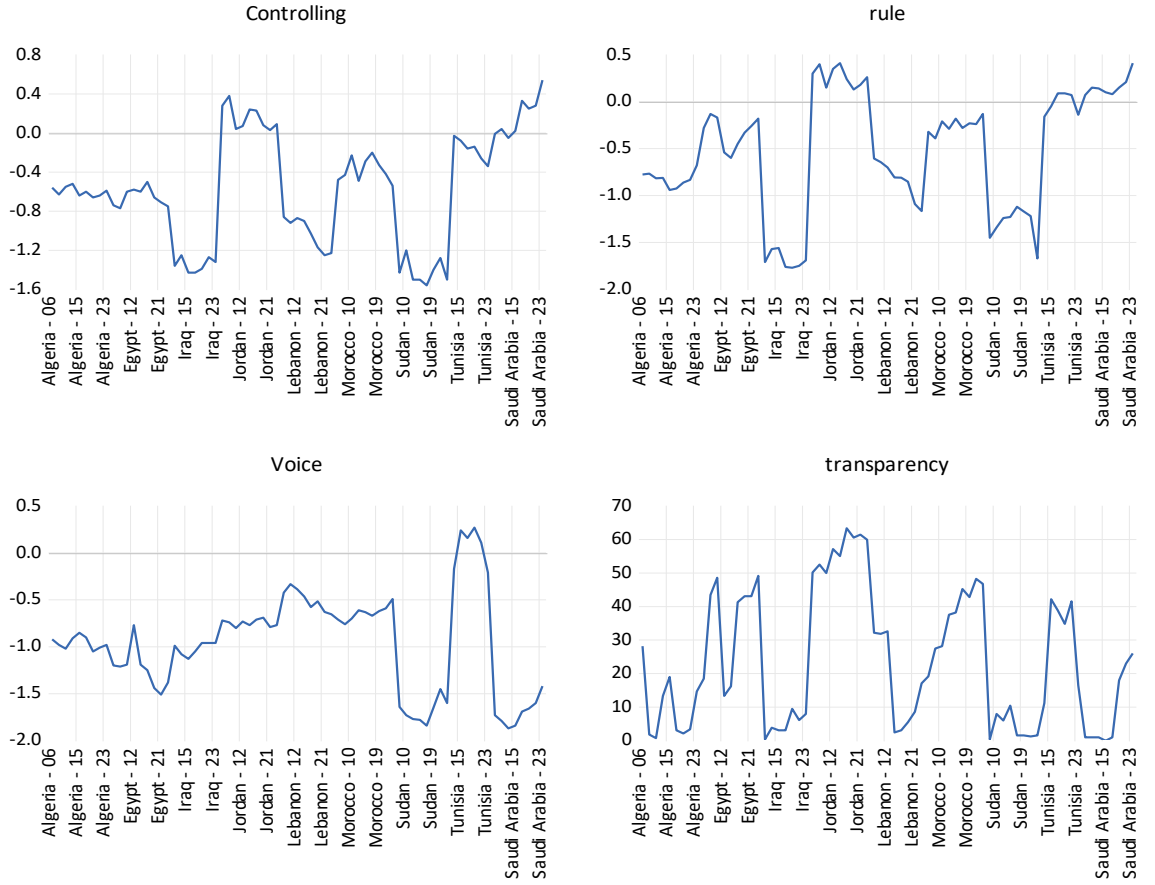 Controlling
0.8
0.4
0.0
-0.4
-0.8
-1.2
-1.6
Algeria - 06
Algeria - 15
Algeria - 23
Egypt - 12
Egypt - 21
Iraq - 15
Iraq - 23
Jordan - 12
Jordan - 21
Lebanon - 12
Lebanon - 21
Morocco - 10
Morocco - 19
Sudan - 10
Sudan - 19
Tunisia - 15
Tunisia - 23
Saudi Arabia - 15
Saudi Arabia - 23
rule
0.5
0.0
-0.5
-1.0
-1.5
-2.0
Algeria - 06
Algeria - 15
Algeria - 23
Egypt - 12
Egypt - 21
Iraq - 15
Iraq - 23
Jordan - 12
Jordan - 21
Lebanon - 12
Lebanon - 21
Morocco - 10
Morocco - 19
Sudan - 10
Sudan - 19
Tunisia - 15
Tunisia - 23
Saudi Arabia - 15
Saudi Arabia - 23
Voice
0.5
0.0
-0.5
-1.0
-1.5
-2.0
Algeria - 06
Algeria - 15
Algeria - 23
Egypt - 12
Egypt - 21
Iraq - 15
Iraq - 23
Jordan - 12
Jordan - 21
Lebanon - 12
Lebanon - 21
Morocco - 10
Morocco - 19
Sudan - 10
Sudan - 19
Tunisia - 15
Tunisia - 23
Saudi Arabia - 15
Saudi Arabia - 23
transparency
70
60
50
40
30
20
10
0
Algeria - 06
Algeria - 15
Algeria - 23
Egypt - 12
Egypt - 21
Iraq - 15
Iraq - 23
Jordan - 12
Jordan - 21
Lebanon - 12
Lebanon - 21
Morocco - 10
Morocco - 19
Sudan - 10
Sudan - 19
Tunisia - 15
Tunisia - 23
Saudi Arabia - 15
Saudi Arabia - 23